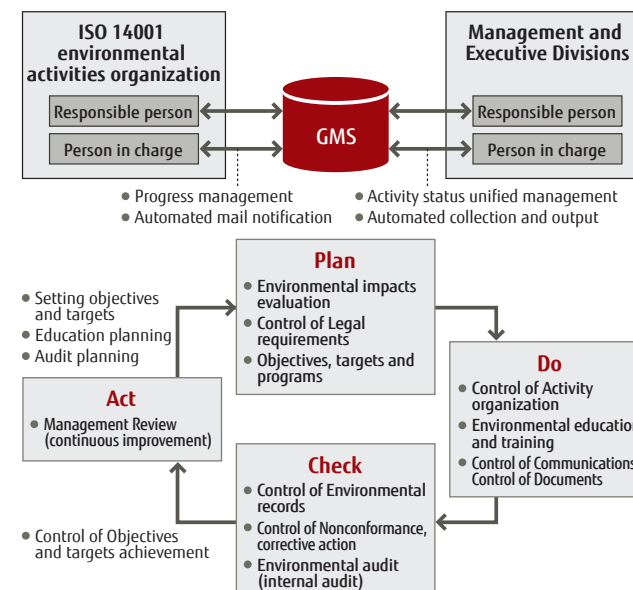 ISO 14001
environmental
activities organization
Responsible person
Person in charge
GMS
Management and
Executive Divisions
Responsible person
Person in charge
• Progress management
• Automated mail notification
• Activity status unified management
• Automated collection and output
Plan
• Environmental impacts
evaluation
• Control of Legal
requirements
• Objectives, targets and
programs
• Setting objectives
and targets
• Education planning
• Audit planning
Do
• Control of Activity
organization
• Environmental education
and training
• Control of Communications
Control of Documents
Act
• Management Review
(continuous improvement)
Check
• Control of Environmental
records
• Control of Nonconformance,
corrective action
• Environmental audit
(internal audit)
• Control of Objectives
and targets achievement